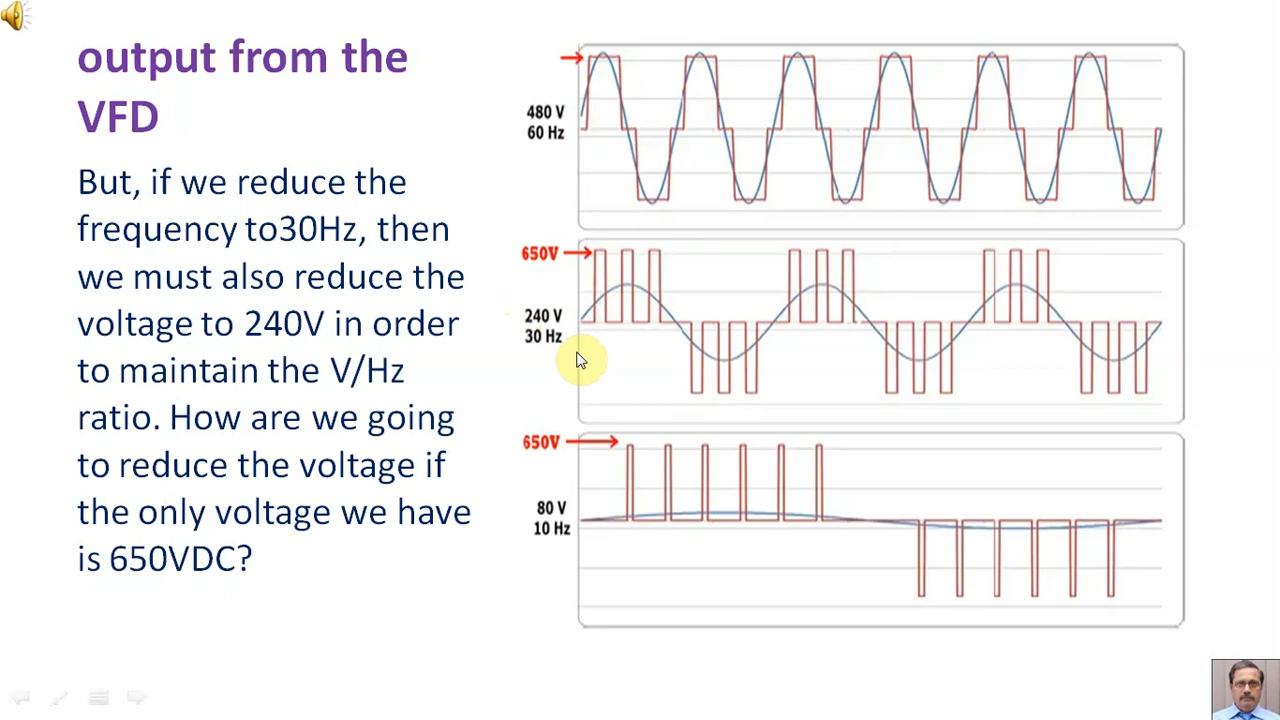 output from the
VFD
But, if we reduce the
frequency to30Hz, then
we must also reduce the
voltage to 240V in order
to maintain the V/Hz
ratio. How are we going
to reduce the voltage if
the only voltage we have
is 650VDC?
480 V
60 Hz
650V
240 V
30 Hz
650V
80 V
10 Hz